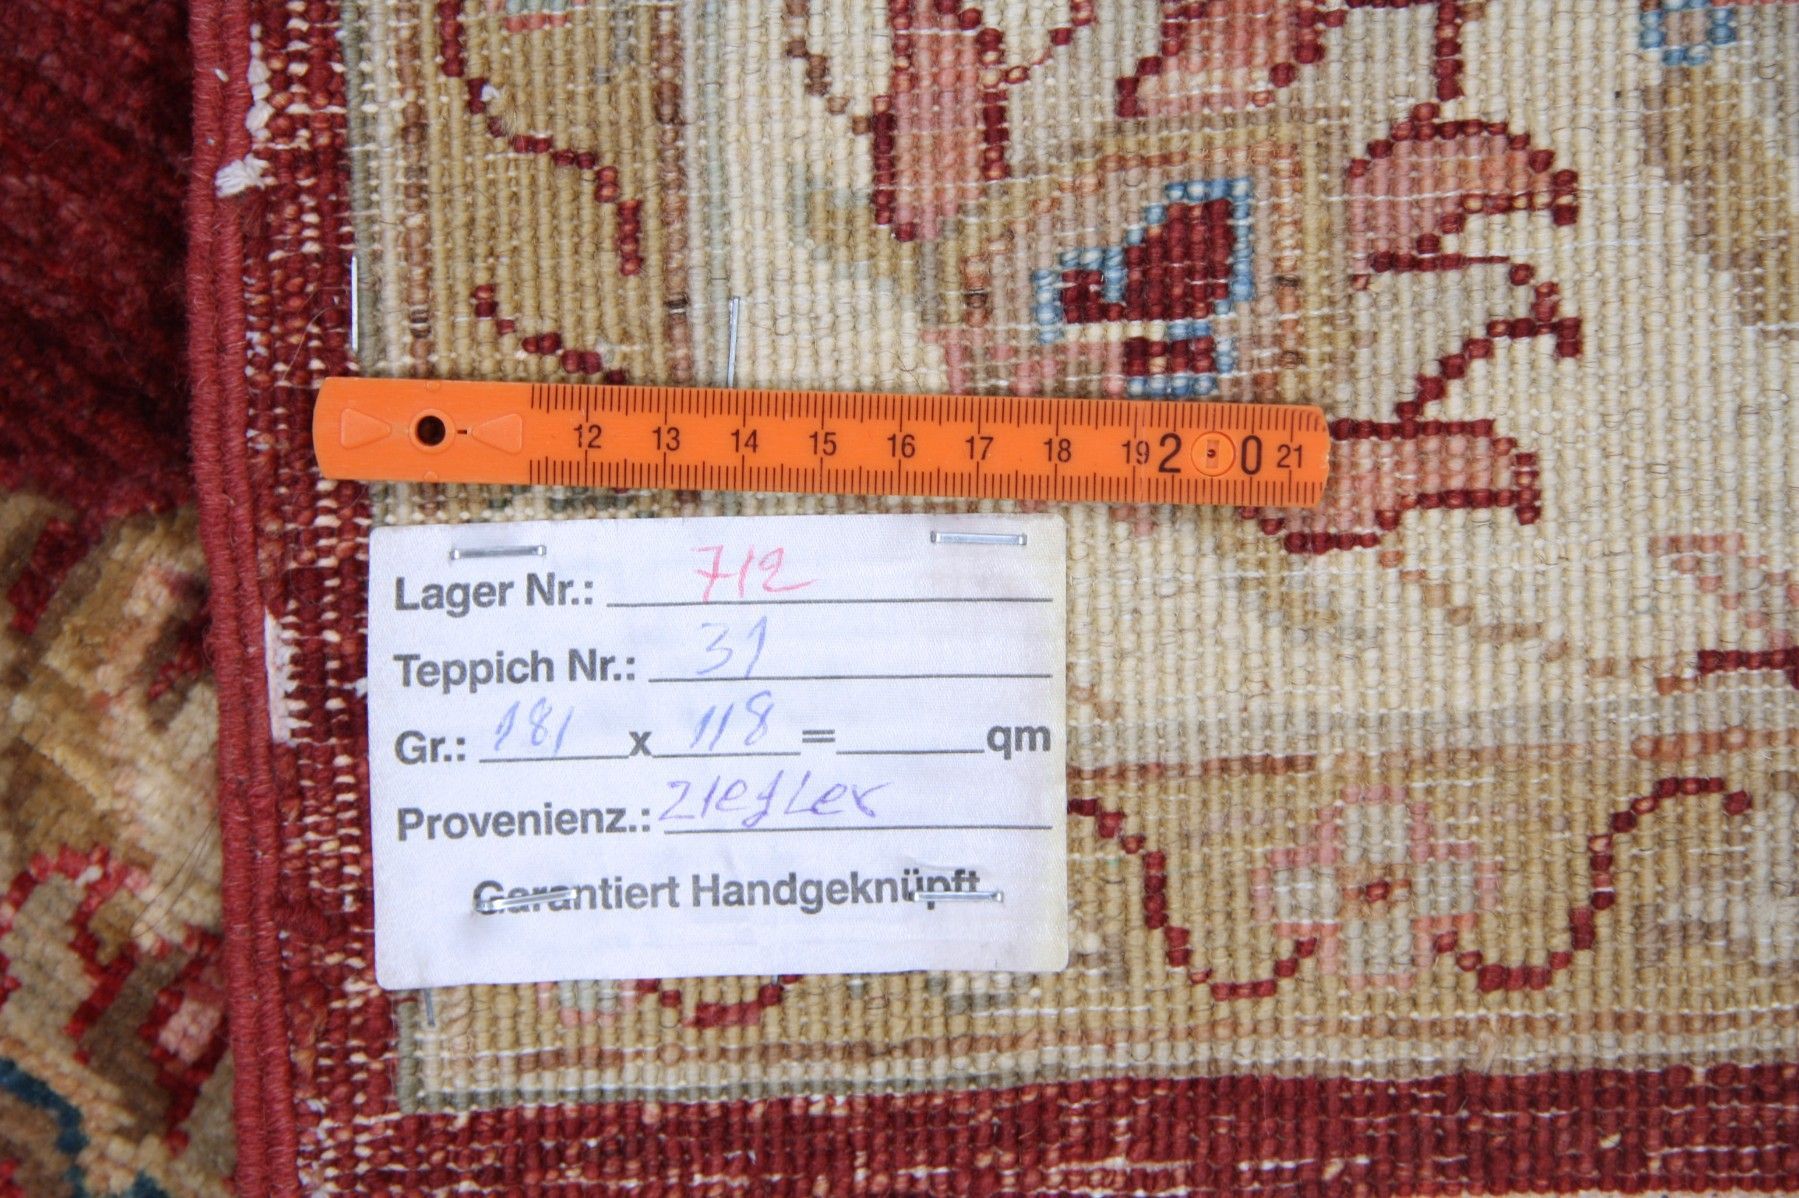 12 13 14 15 16 17 18 19 20 21
Lager Nr.: 712
Teppich Nr.: 31
Gr.: 181 x 118 = qm
Provenienz.: Ziegler
Garantiert Handgeknüpft